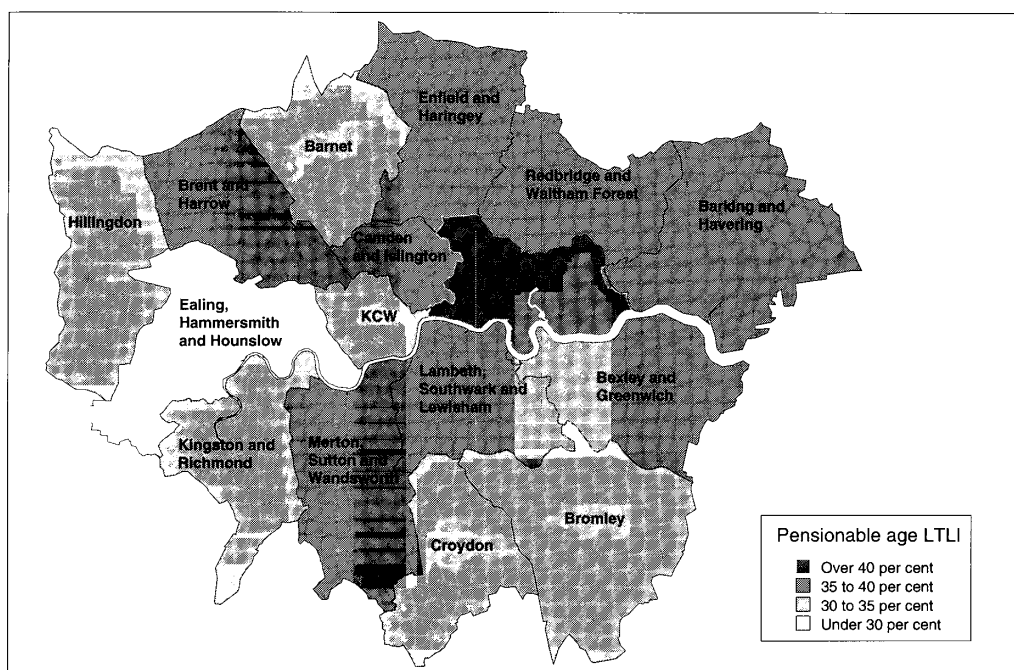 Enfield and
Haringey
Barnet
Redbridge and
Waltham Forest
Brent and
Harrow
Barking and
Havering
Hillingdon
Camden
and Islington
Ealing,
Hammersmith
and Hounslow
KCW
Lambeth,
Southwark and
Lewisham
Bexley and
Greenwich
Kingston and
Richmond
Merton,
Sutton and
Wandsworth
Bromley
Croydon
Pensionable age LTLI
Over 40 per cent
35 to 40 per cent
30 to 35 per cent
Under 30 per cent